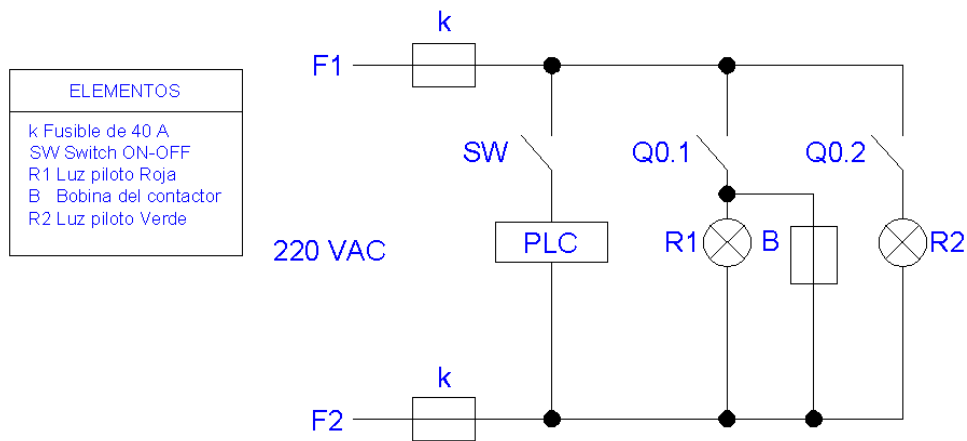 ELEMENTOS
k Fusible de 40 A
SW Switch ON-OFF
R1 Luz piloto Roja
B Bobina del contactor
R2 Luz piloto Verde
k
F1
SW
Q0.1
Q0.2
220 VAC
PLC
R1
B
R2
k
F2